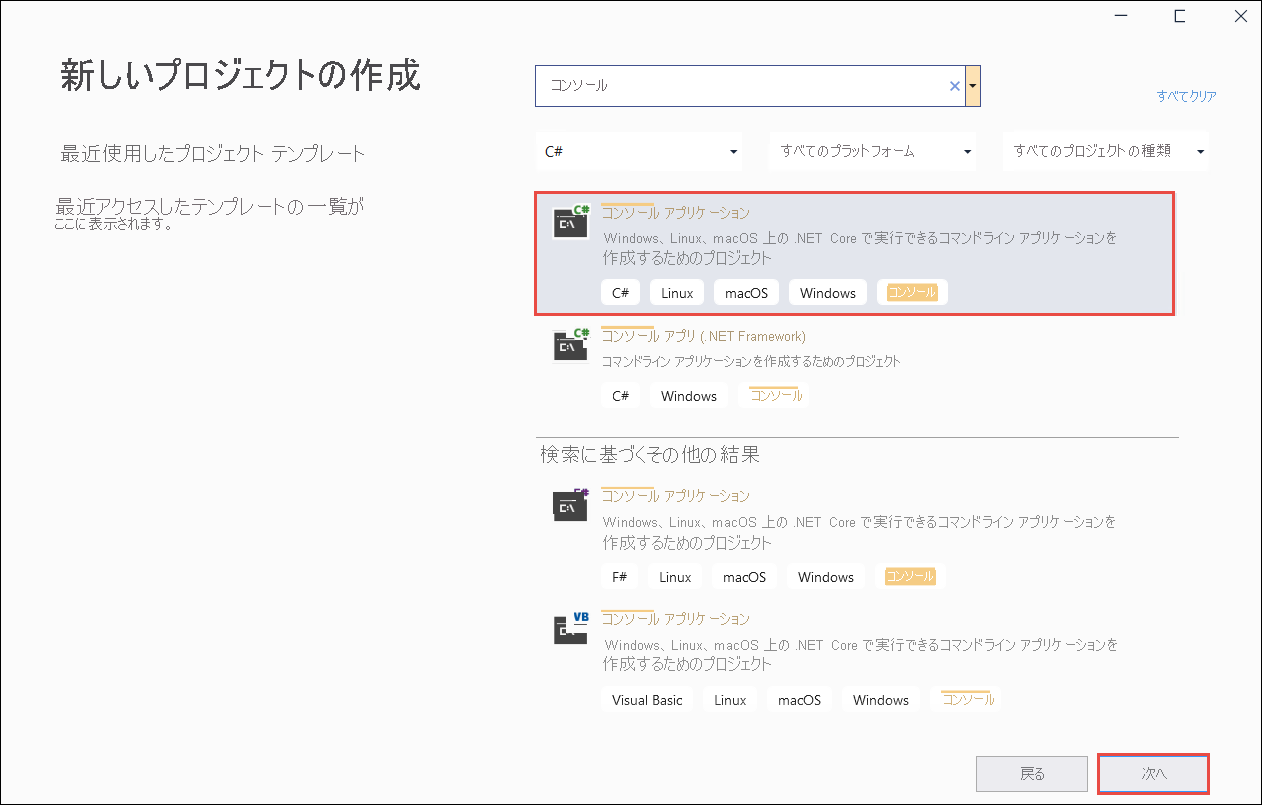 新しいプロジェクトの作成
最近使用したプロジェクト テンプレート
最近アクセスしたテンプレートの一覧が
ここに表示されます。
コンソール
すべてクリア
C#
すべてのプラットフォーム
すべてのプロジェクトの種類
C#
C:\
コンソール アプリケーション
Windows、Linux、macOS 上の .NET Core で実行できるコマンドライン アプリケーションを
作成するためのプロジェクト
C# Linux macOS Windows コンソール
C#
C:\
コンソール アプリ (.NET Framework)
コマンドライン アプリケーションを作成するためのプロジェクト
C# Windows コンソール
検索に基づくその他の結果
F#
C:\
コンソール アプリケーション
Windows、Linux、macOS 上の .NET Core で実行できるコマンドライン アプリケーションを
作成するためのプロジェクト
F# Linux macOS Windows コンソール
VB
コンソール アプリケーション
Windows、Linux、macOS 上の .NET Core で実行できるコマンドライン アプリケーションを
作成するためのプロジェクト
Visual Basic Linux macOS Windows コンソール
戻る
次へ